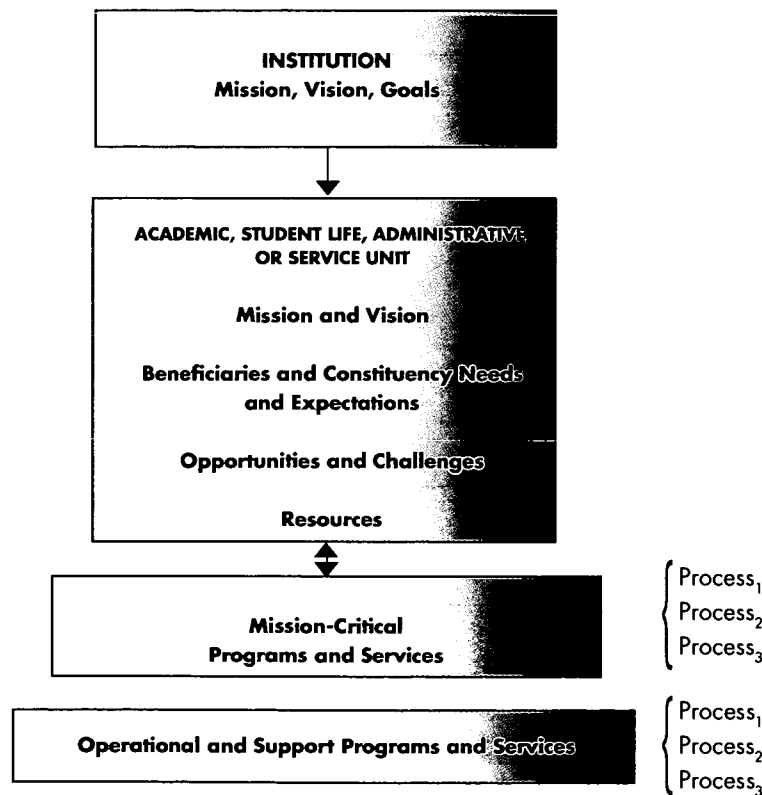 INSTITUTION
Mission, Vision, Goals
ACADEMIC, STUDENT LIFE, ADMINISTRATIVE
OR SERVICE UNIT
Mission and Vision
Beneficiaries and Constituency Needs
and Expectations
Opportunities and Challenges
Resources
Mission-Critical
Programs and Services
Process₁
Process₂
Process₃
Operational and Support Programs and Services
Process₁
Process₂
Process₃